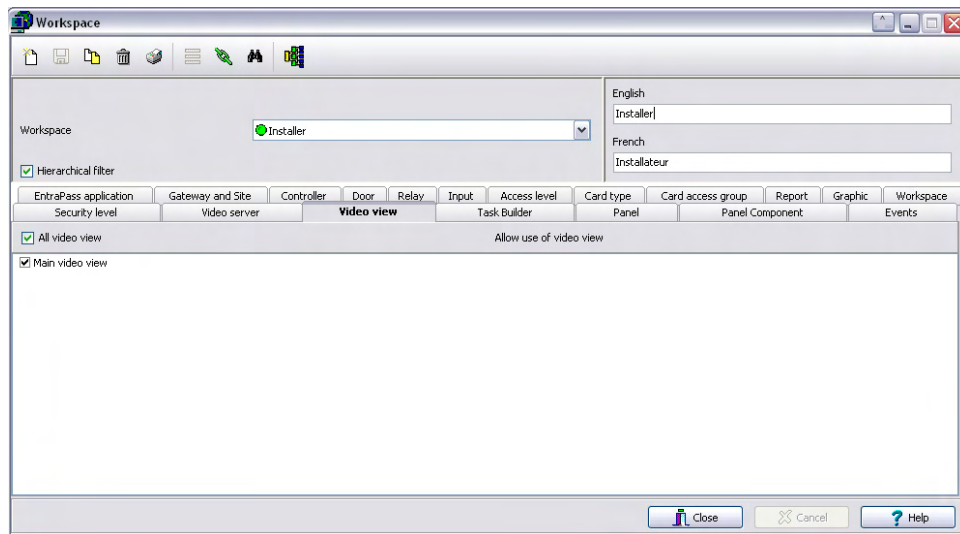 Workspace
English
Installer
Workspace
Installer
French
Installateur
Hierarchical filter
EntraPass application Gateway and Site Controller Door Relay Input Access level Card type Card access group Report Graphic Workspace
Security level Video server Video view Task Builder Panel Panel Component Events
All video view Allow use of video view
Main video view
Close Cancel ? Help